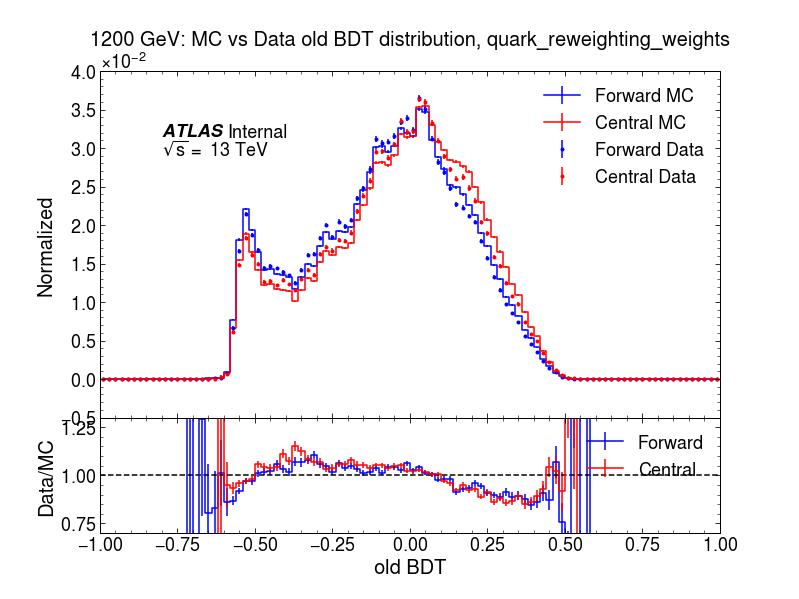 1200 GeV: MC vs Data old BDT distribution, quark_reweighting_weights
×10⁻²
4.0
3.5
3.0
2.5
2.0
1.5
1.0
0.5
0.0
−0.5
Normalized
ATLAS Internal
√s = 13 TeV
Forward MC
Central MC
Forward Data
Central Data
1.25
1.00
0.75
Data/MC
Forward
Central
−1.00 −0.75 −0.50 −0.25 0.00 0.25 0.50 0.75 1.00
old BDT